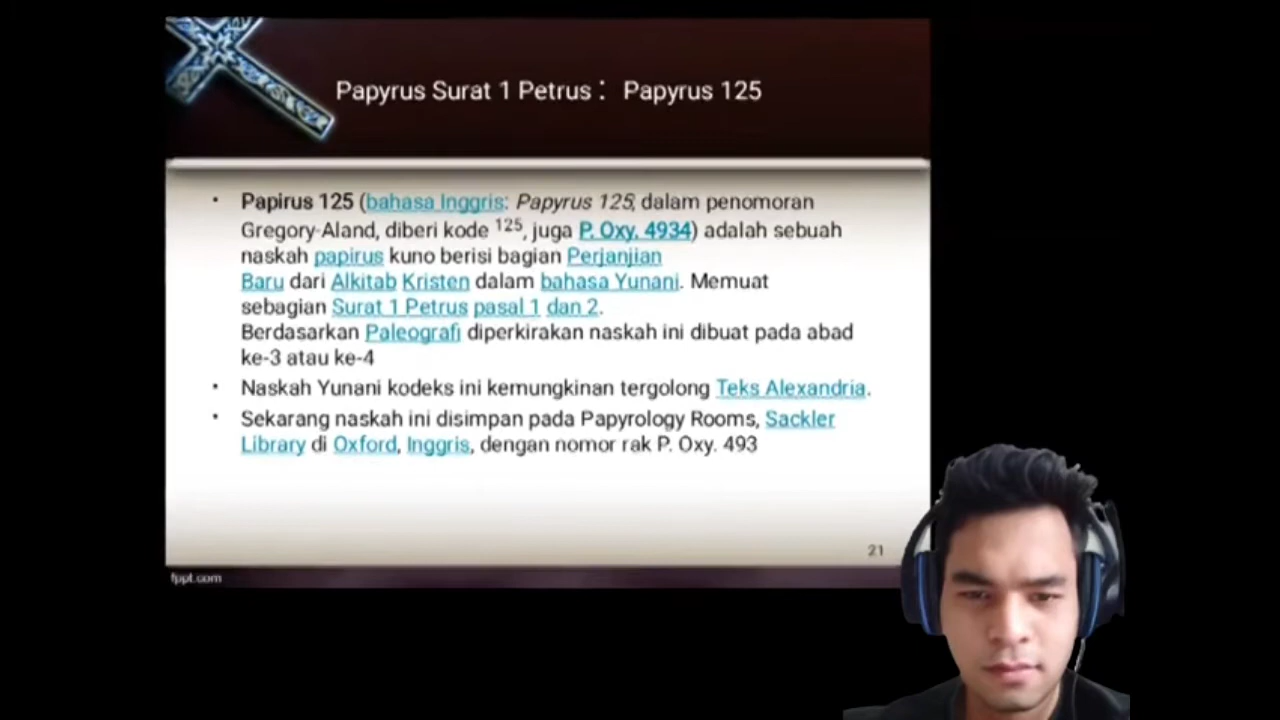 Papyrus Surat 1 Petrus : Papyrus 125
• Papirus 125 (bahasa Inggris: Papyrus 125, dalam penomoran
Gregory-Aland, diberi kode ¹²⁵, juga P. Oxy. 4934) adalah sebuah
naskah papirus kuno berisi bagian Perjanjian
Baru dari Alkitab Kristen dalam bahasa Yunani. Memuat
sebagian Surat 1 Petrus pasal 1 dan 2.
Berdasarkan Paleografi diperkirakan naskah ini dibuat pada abad
ke-3 atau ke-4
• Naskah Yunani kodeks ini kemungkinan tergolong Teks Alexandria.
• Sekarang naskah ini disimpan pada Papyrology Rooms, Sackler
Library di Oxford, Inggris, dengan nomor rak P. Oxy. 493
21
fppt.com